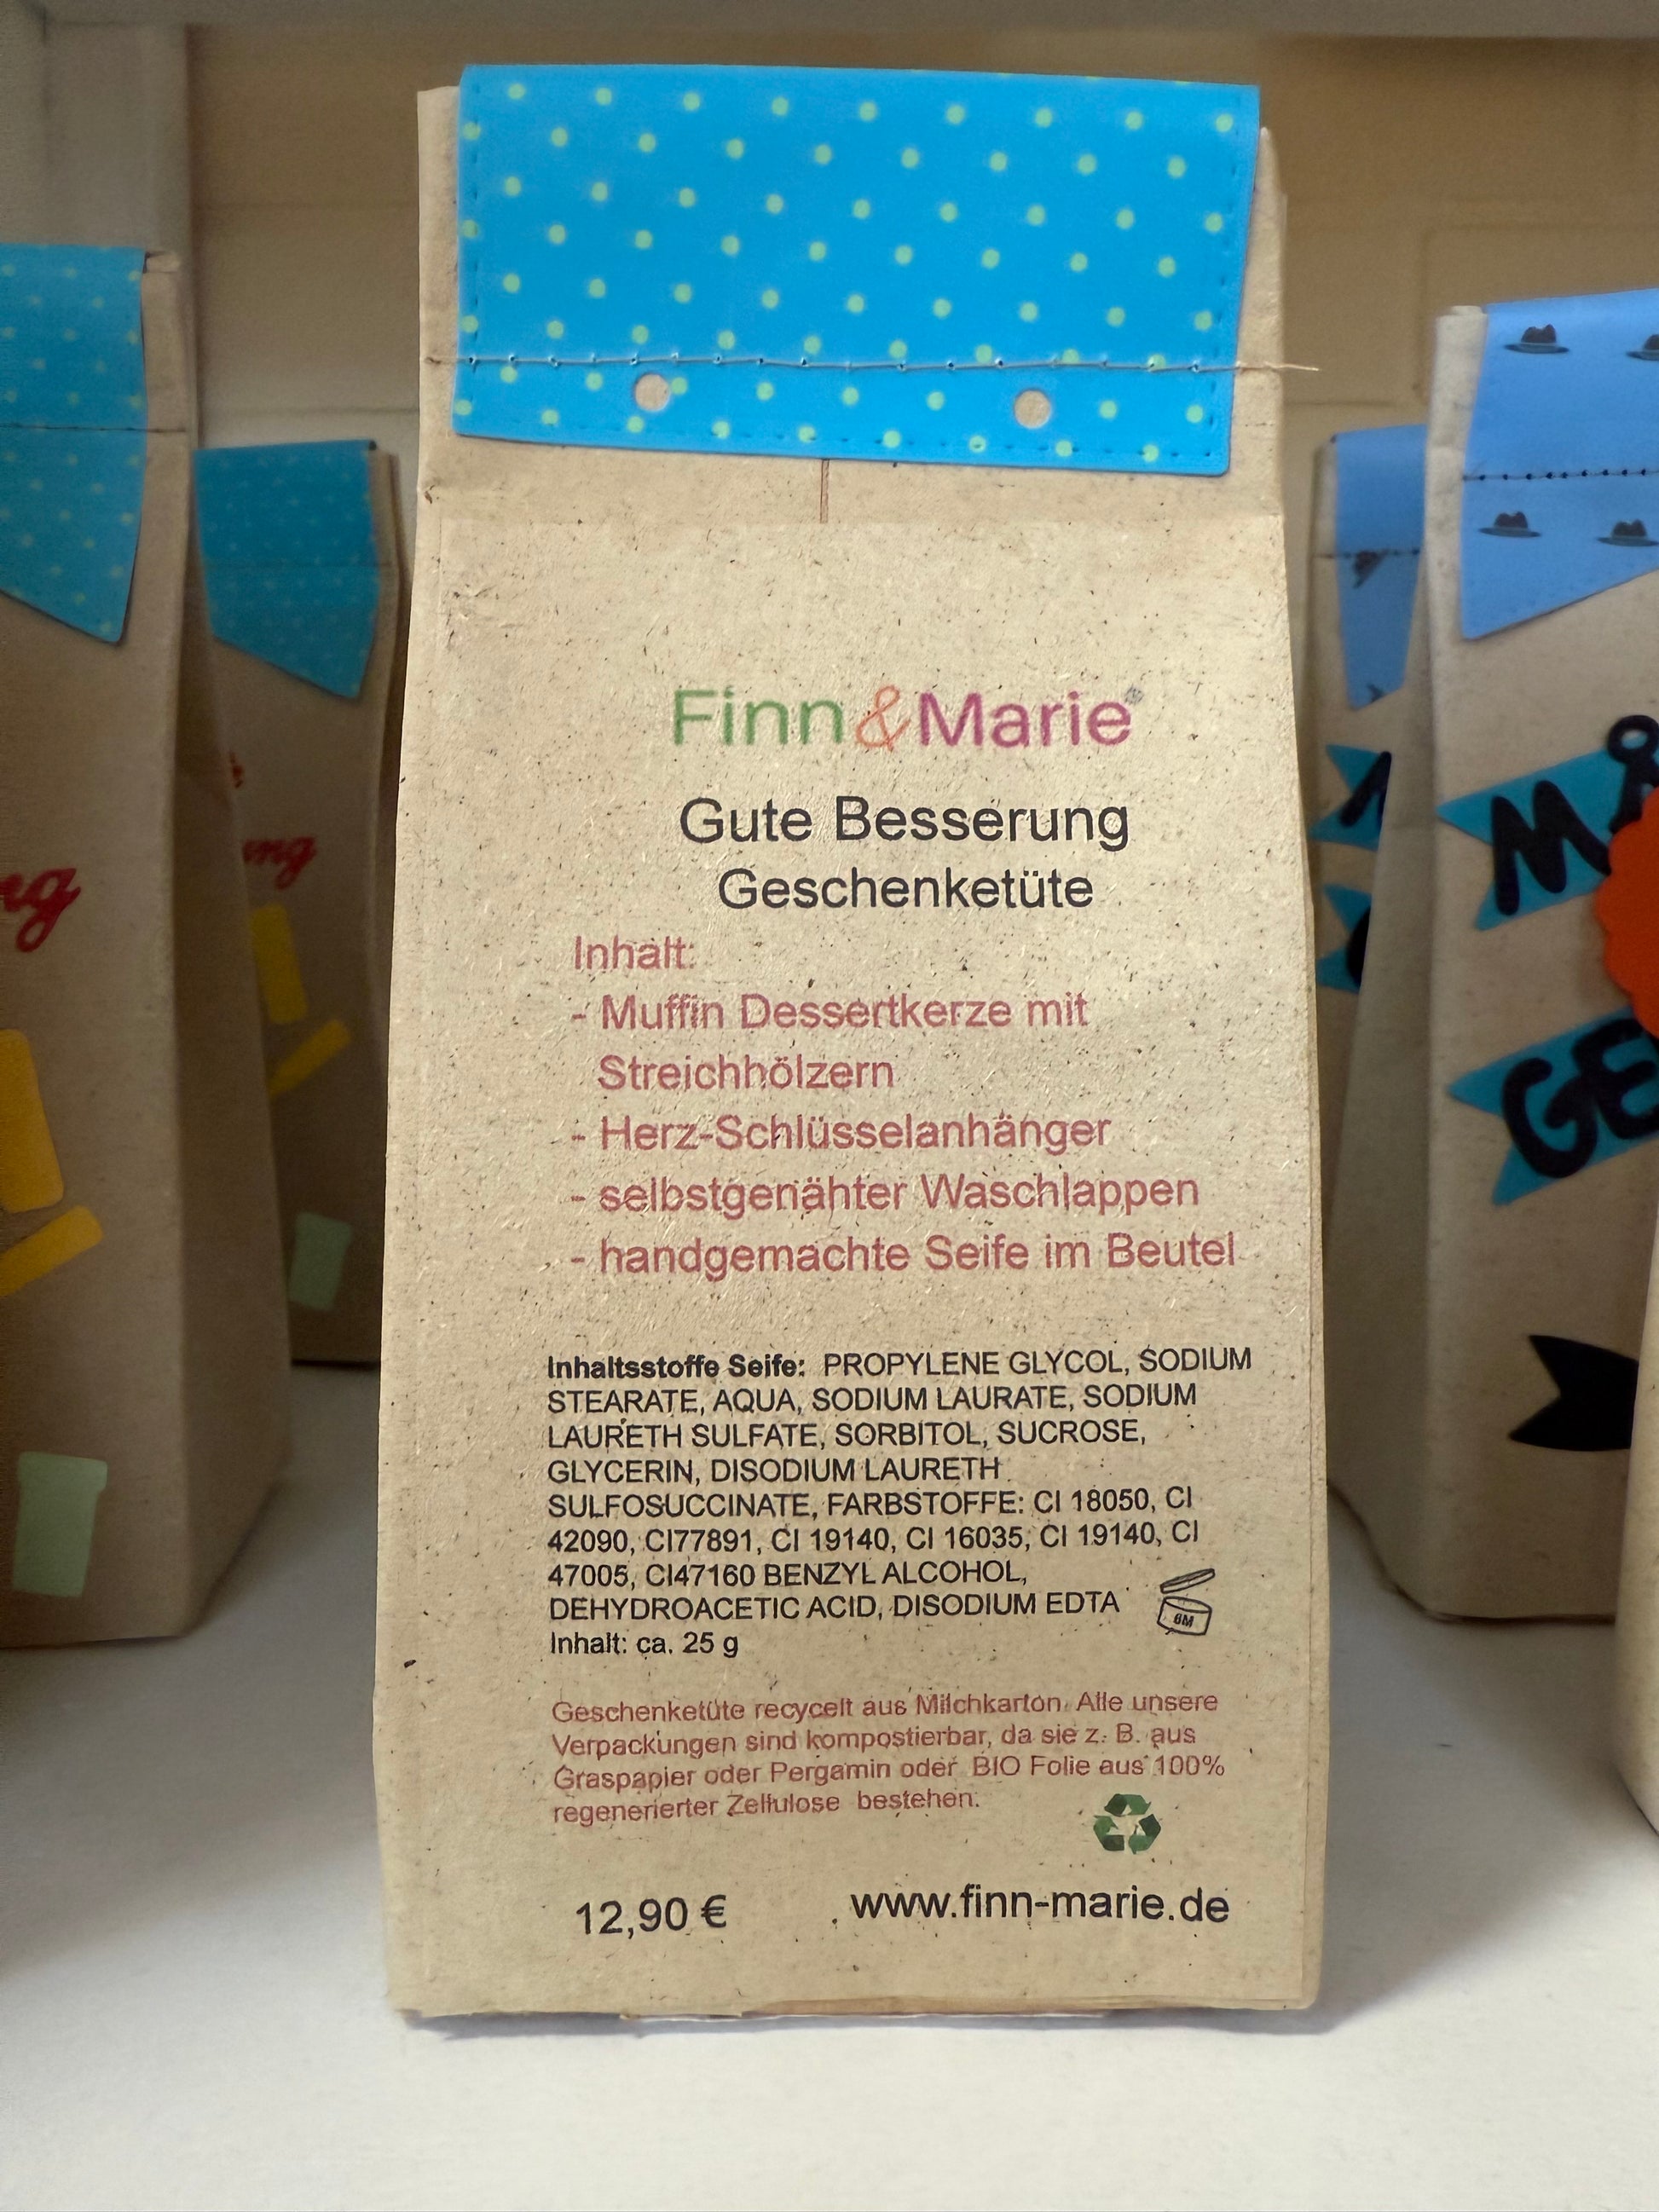 Finn&Marie®
Gute Besserung
Geschenketüte
Inhalt:
- Muffin Dessertkerze mit
Streichhölzern
- Herz-Schlüsselanhänger
- selbstgenähter Waschlappen
- handgemachte Seife im Beutel
Inhaltsstoffe Seife: PROPYLENE GLYCOL, SODIUM
STEARATE, AQUA, SODIUM LAURATE, SODIUM
LAURETH SULFATE, SORBITOL, SUCROSE,
GLYCERIN, DISODIUM LAURETH
SULFOSUCCINATE, FARBSTOFFE: CI 18050, CI
42090, CI77891, CI 19140, CI 16035, CI 19140, CI
47005, CI47160 BENZYL ALCOHOL,
DEHYDROACETIC ACID, DISODIUM EDTA
6M
Inhalt: ca. 25 g
Geschenketüte recycelt aus Milchkarton. Alle unsere
Verpackungen sind kompostierbar, da sie z. B. aus
Graspapier oder Pergamin oder BIO Folie aus 100%
regenerierter Zellulose bestehen.
12,90 €
www.finn-marie.de